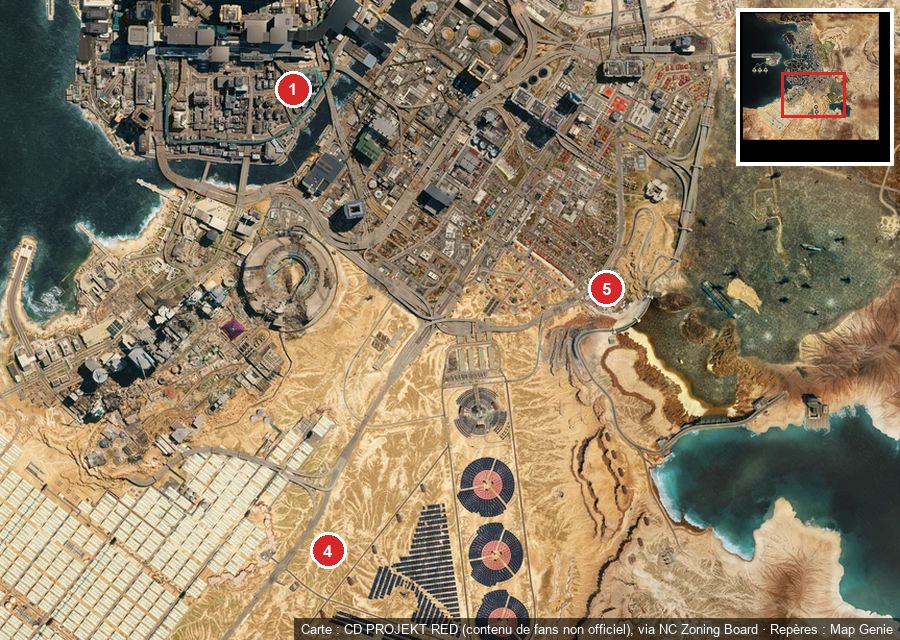 1
5
4
Carte : CD PROJEKT RED (contenu de fans non officiel), via NC Zoning Board · Repères : Map Genie